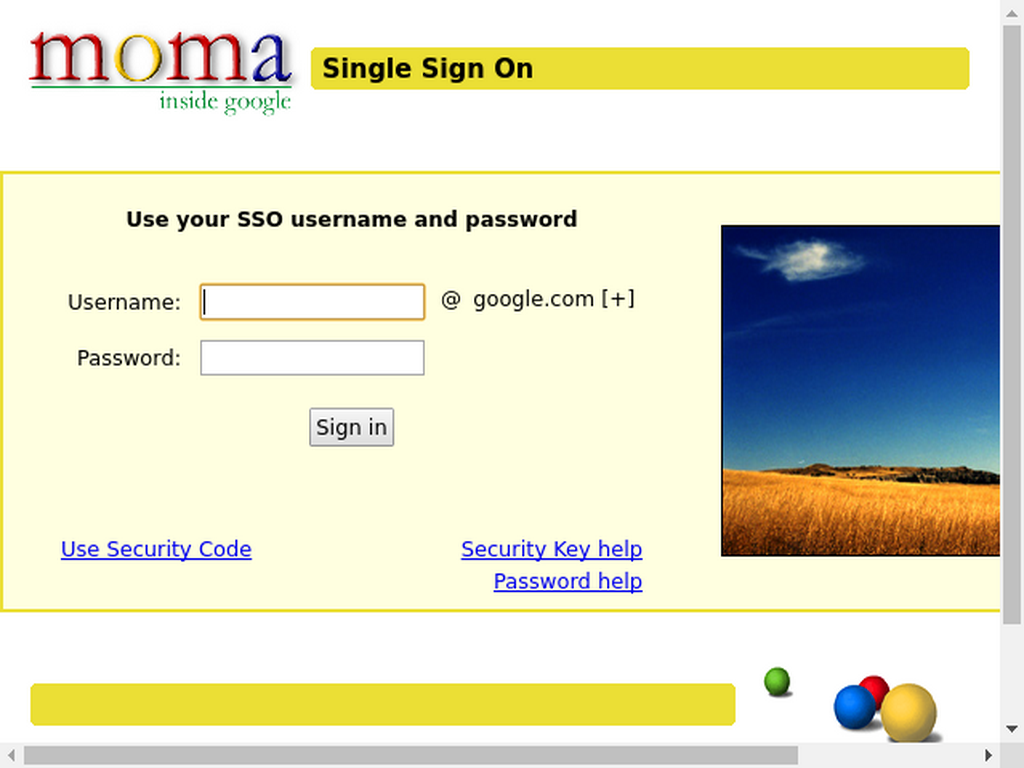 moma
inside google
Single Sign On
Use your SSO username and password
Username:
@ google.com [+]
Password:
Sign in
Use Security Code
Security Key help
Password help